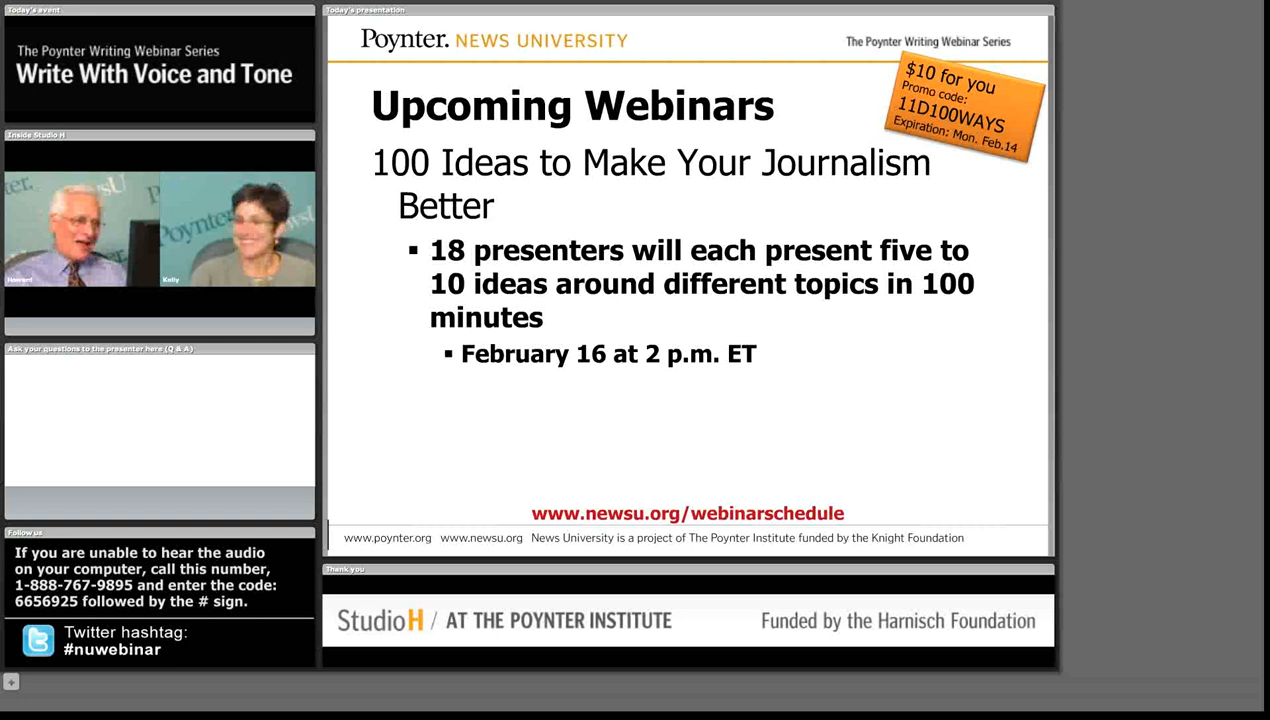 Today's event
The Poynter Writing Webinar Series
Write With Voice and Tone
Inside Studio H
Poynter.
Howard
Kelly
Ask your questions to the presenter here (Q & A)
Follow us
If you are unable to hear the audio
on your computer, call this number,
1-888-767-9895 and enter the code:
6656925 followed by the # sign.
Twitter hashtag:
#nuwebinar
Today's presentation
Poynter. NEWS UNIVERSITY
The Poynter Writing Webinar Series
$10 for you
Promo code:
11D100WAYS
Expiration: Mon. Feb.14
Upcoming Webinars
100 Ideas to Make Your Journalism
Better
▪ 18 presenters will each present five to
10 ideas around different topics in 100
minutes
▪ February 16 at 2 p.m. ET
www.newsu.org/webinarschedule
www.poynter.org www.newsu.org News University is a project of The Poynter Institute funded by the Knight Foundation
Thank you
StudioH / AT THE POYNTER INSTITUTE
Funded by the Harnisch Foundation